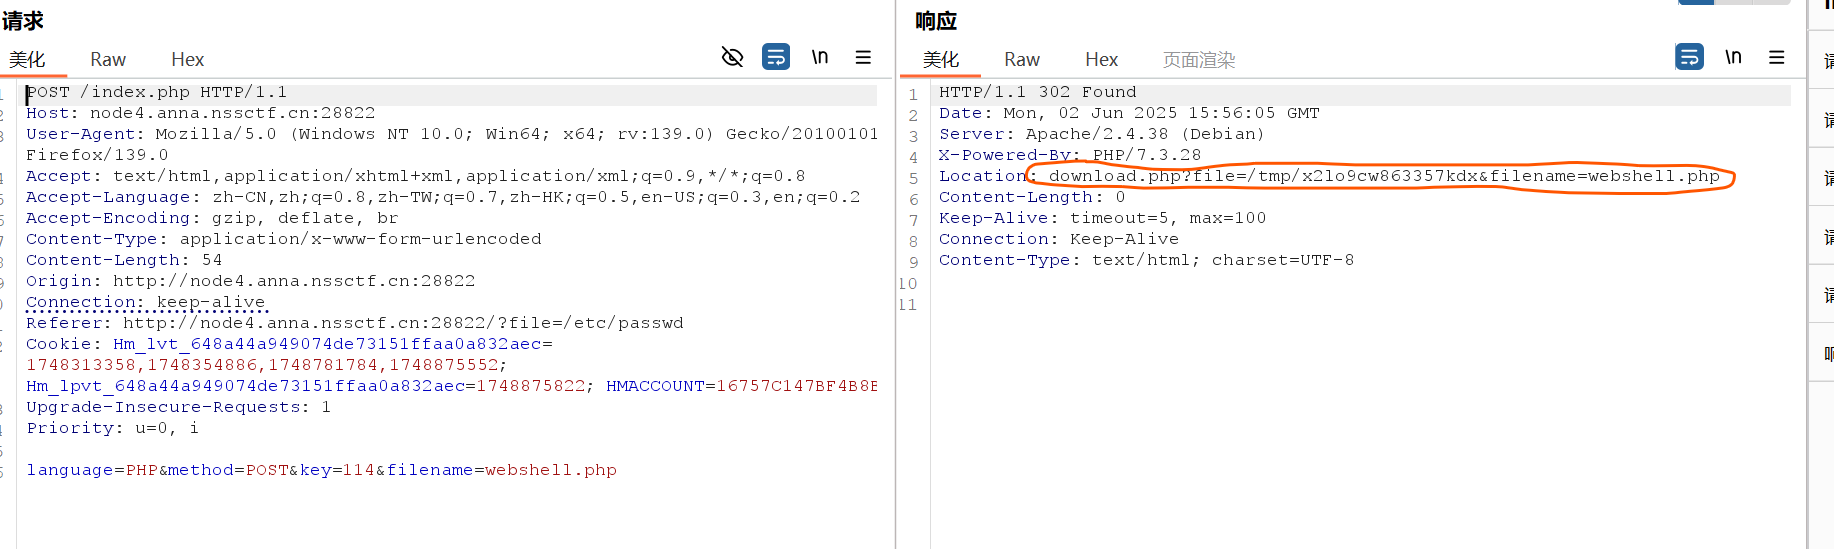 请求
美化 Raw Hex \n
POST /index.php HTTP/1.1
Host: node4.anna.nssctf.cn:28822
User-Agent: Mozilla/5.0 (Windows NT 10.0; Win64; x64; rv:139.0) Gecko/20100101
Firefox/139.0
Accept: text/html,application/xhtml+xml,application/xml;q=0.9,*/*;q=0.8
Accept-Language: zh-CN,zh;q=0.8,zh-TW;q=0.7,zh-HK;q=0.5,en-US;q=0.3,en;q=0.2
Accept-Encoding: gzip, deflate, br
Content-Type: application/x-www-form-urlencoded
Content-Length: 54
Origin: http://node4.anna.nssctf.cn:28822
Connection: keep-alive
Referer: http://node4.anna.nssctf.cn:28822/?file=/etc/passwd
Cookie: Hm_lvt_648a44a949074de73151ffaa0a832aec=
1748313358,1748354886,1748781784,1748875552;
Hm_lpvt_648a44a949074de73151ffaa0a832aec=1748875822; HMACCOUNT=16757C147BF4B8E
Upgrade-Insecure-Requests: 1
Priority: u=0, i
language=PHP&method=POST&key=114&filename=webshell.php
响应
美化 Raw Hex 页面渲染 \n
1 HTTP/1.1 302 Found
2 Date: Mon, 02 Jun 2025 15:56:05 GMT
3 Server: Apache/2.4.38 (Debian)
4 X-Powered-By: PHP/7.3.28
5 Location: download.php?file=/tmp/x2lo9cw863357kdx&filename=webshell.php
6 Content-Length: 0
7 Keep-Alive: timeout=5, max=100
8 Connection: Keep-Alive
9 Content-Type: text/html; charset=UTF-8
10
11